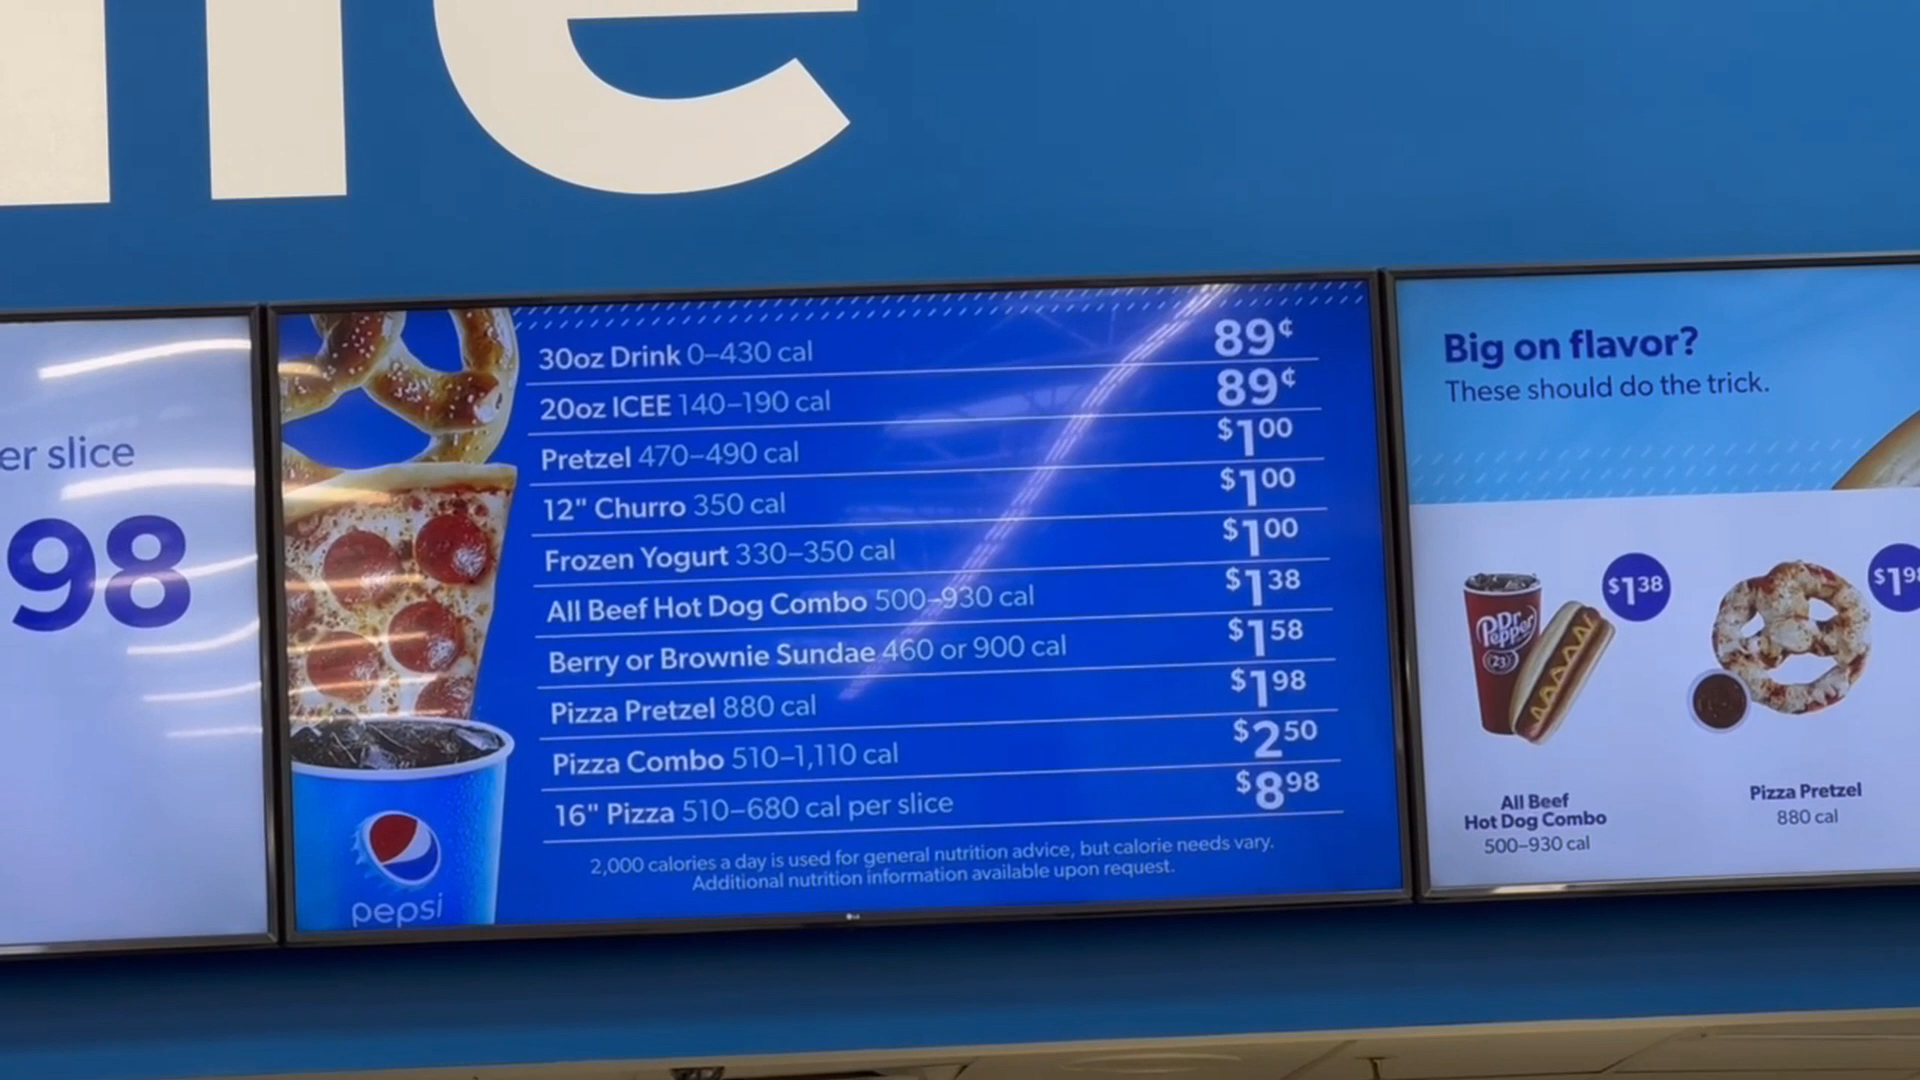 er slice
98
30oz Drink 0–430 cal 89¢
20oz ICEE 140–190 cal 89¢
Pretzel 470–490 cal $1.00
12" Churro 350 cal $1.00
Frozen Yogurt 330–350 cal $1.00
All Beef Hot Dog Combo 500–930 cal $1.38
Berry or Brownie Sundae 460 or 900 cal $1.58
Pizza Pretzel 880 cal $1.98
Pizza Combo 510–1,110 cal $2.50
16" Pizza 510–680 cal per slice $8.98
2,000 calories a day is used for general nutrition advice, but calorie needs vary.
Additional nutrition information available upon request.
pepsi
LG
Big on flavor?
These should do the trick.
$1.38
Dr Pepper
23
All Beef
Hot Dog Combo
500–930 cal
Pizza Pretzel
880 cal